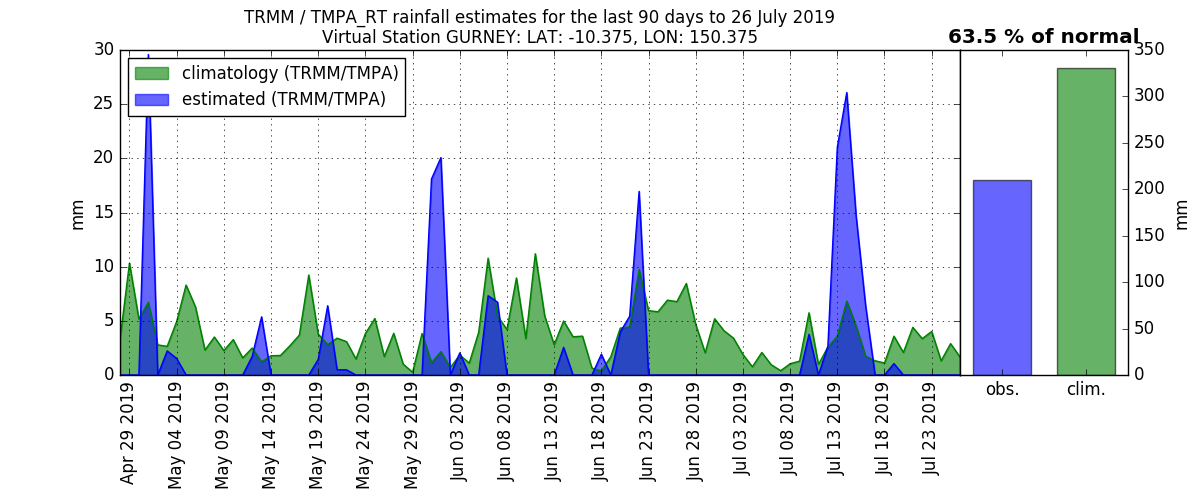 TRMM / TMPA_RT rainfall estimates for the last 90 days to 26 July 2019
Virtual Station GURNEY: LAT: -10.375, LON: 150.375
63.5 % of normal
climatology (TRMM/TMPA)
estimated (TRMM/TMPA)
30
25
20
15
10
5
0
mm
350
300
250
200
150
100
50
0
mm
Apr 29 2019
May 04 2019
May 09 2019
May 14 2019
May 19 2019
May 24 2019
May 29 2019
Jun 03 2019
Jun 08 2019
Jun 13 2019
Jun 18 2019
Jun 23 2019
Jun 28 2019
Jul 03 2019
Jul 08 2019
Jul 13 2019
Jul 18 2019
Jul 23 2019
obs.
clim.